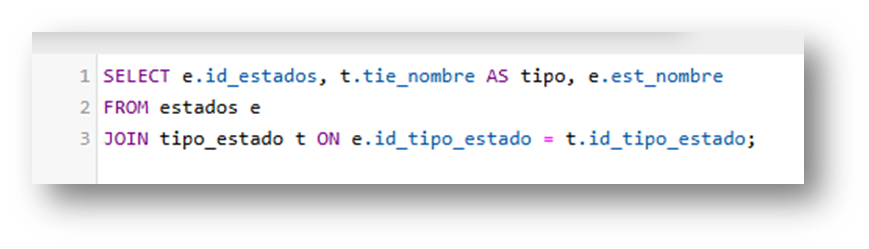 1 SELECT e.id_estados, t.tie_nombre AS tipo, e.est_nombre
2 FROM estados e
3 JOIN tipo_estado t ON e.id_tipo_estado = t.id_tipo_estado;